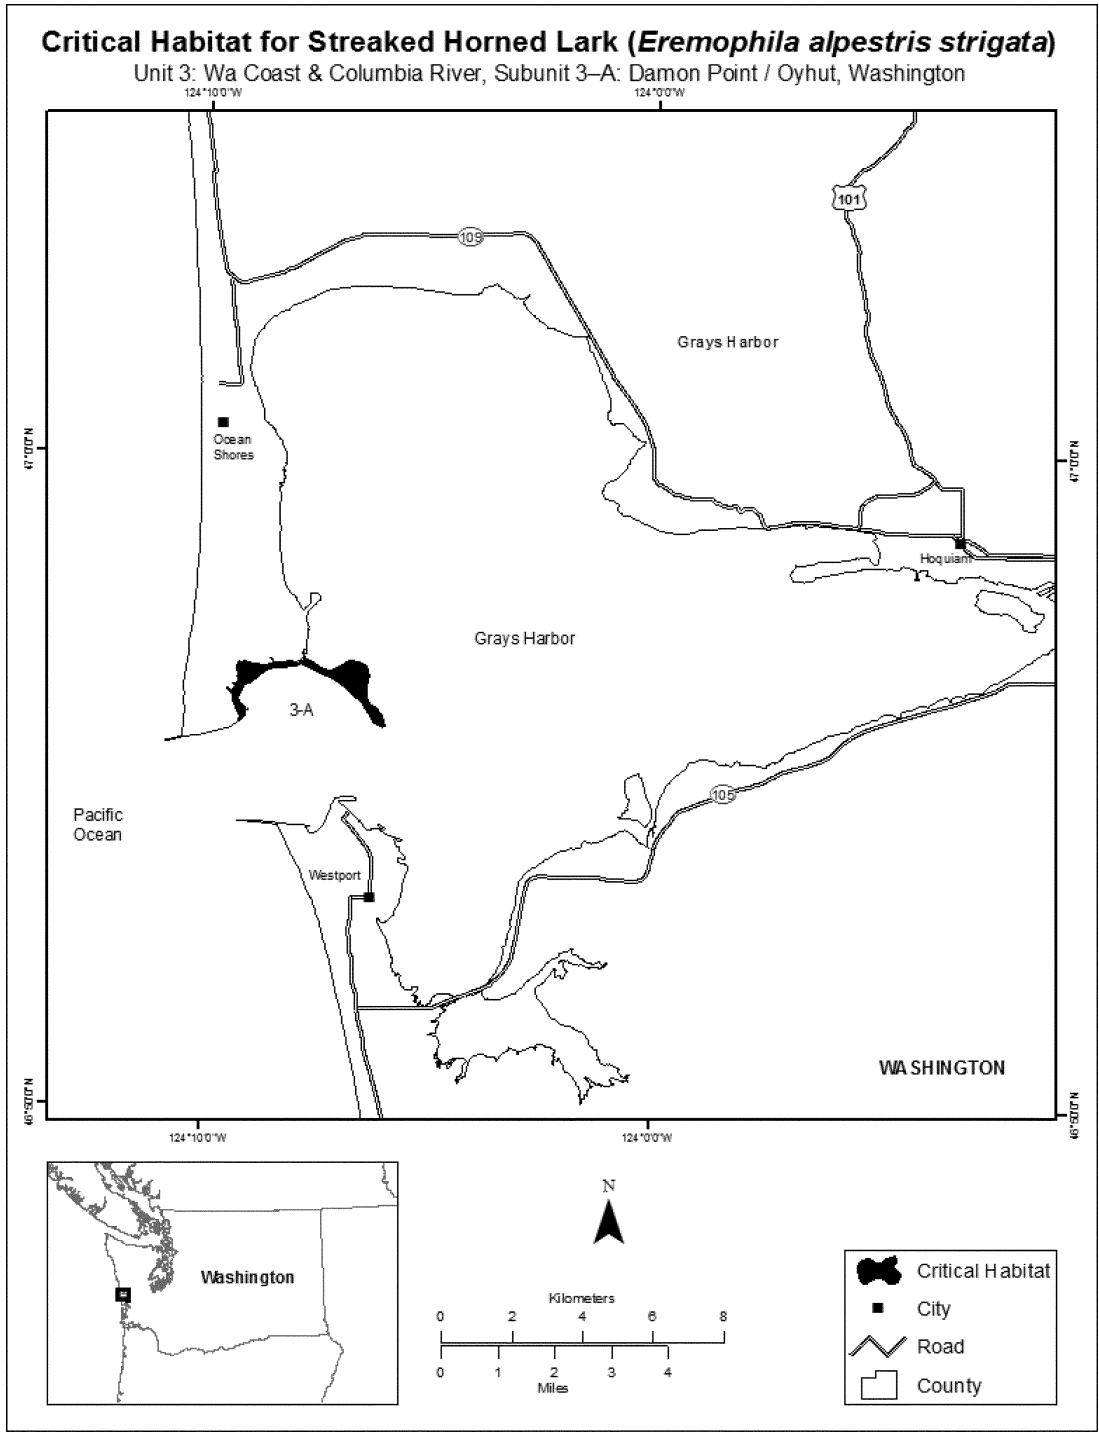 Critical Habitat for Streaked Horned Lark (Eremophila alpestris strigata)
Unit 3: Wa Coast & Columbia River, Subunit 3–A: Damon Point / Oyhut, Washington
124°10'0"W
124°0'0"W
101
109
Grays Harbor
47°0'0"N
47°0'0"N
Ocean
Shores
Hoquiam
Grays Harbor
3-A
105
Pacific
Ocean
Westport
WASHINGTON
46°50'0"N
46°50'0"N
124°10'0"W
124°0'0"W
Washington
N
Kilometers
0 2 4 6 8
0 1 2 3 4
Miles
Critical Habitat
City
Road
County